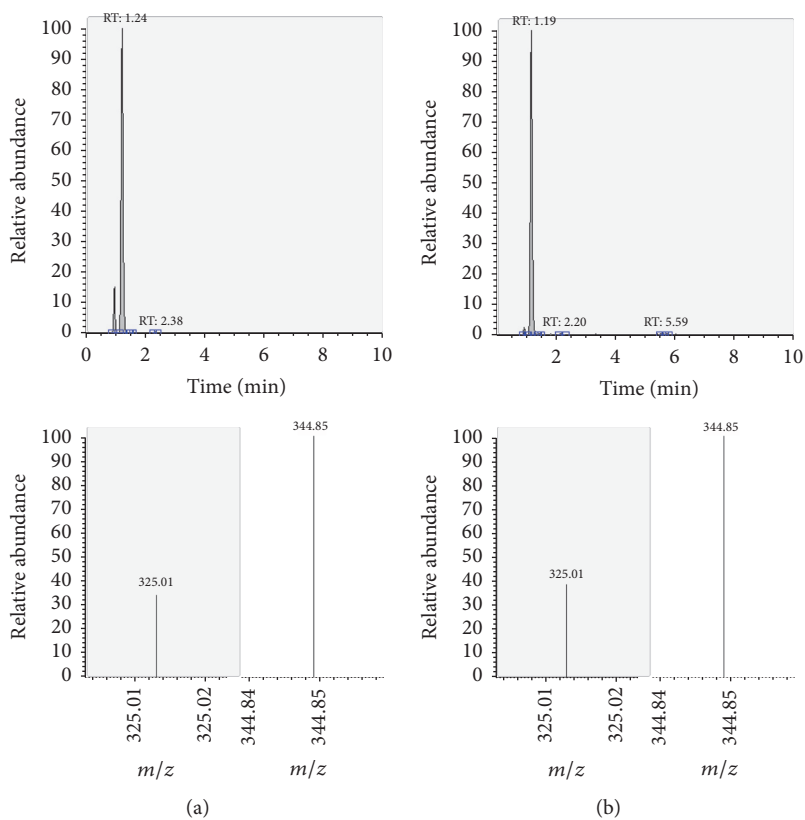 RT: 1.24
100
90
80
70
60
50
40
30
20
10
0
Relative abundance
RT: 2.38
0 2 4 6 8 10
Time (min)
RT: 1.19
100
90
80
70
60
50
40
30
20
10
0
Relative abundance
RT: 2.20
RT: 5.59
2 4 6 8 10
Time (min)
344.85
100
90
80
70
60
50
40
30
20
10
0
Relative abundance
325.01
325.01
325.02
344.84
344.85
m/z
m/z
(a)
344.85
100
90
80
70
60
50
40
30
20
10
0
Relative abundance
325.01
325.01
325.02
344.84
344.85
m/z
m/z
(b)